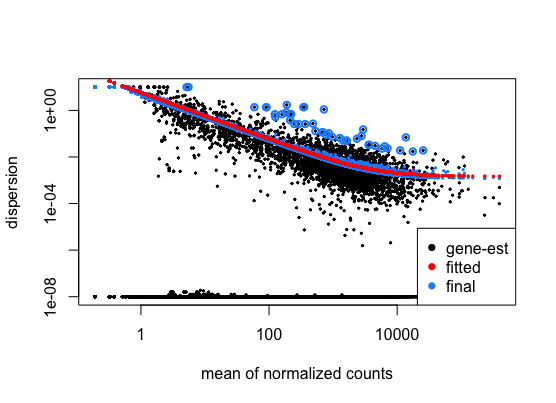 dispersion
1e+00
1e-04
1e-08
gene-est
fitted
final
1
100
10000
mean of normalized counts